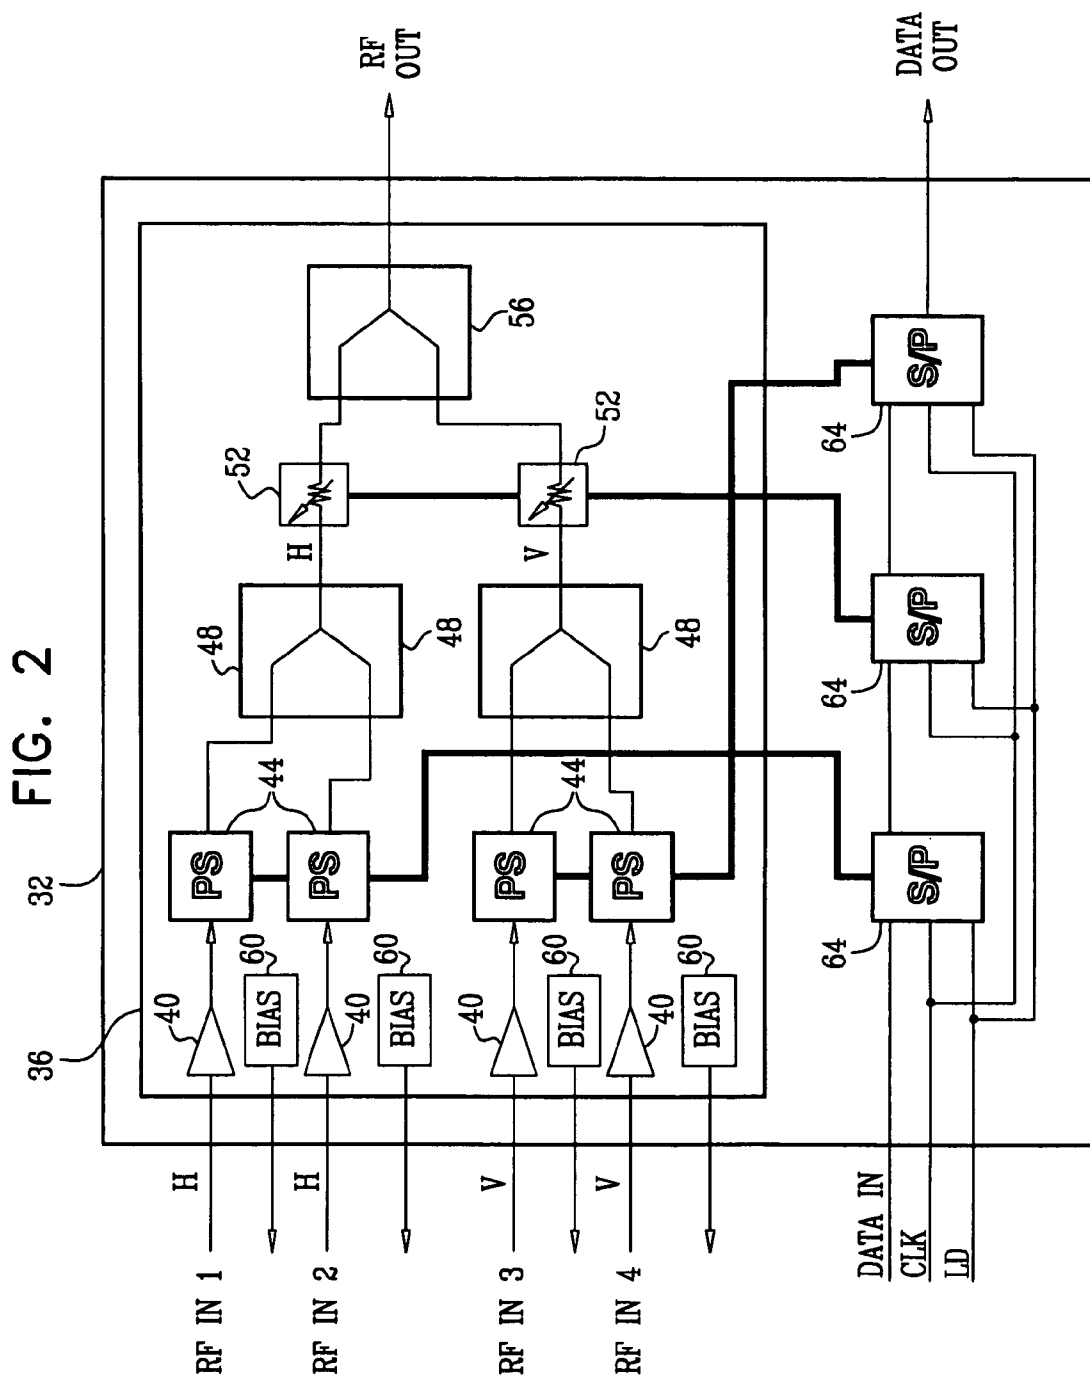 FIG. 2
32
36
RF IN 1
H
40
PS
44
48
48
H
52
56
RF
OUT
BIAS
60
RF IN 2
H
40
PS
BIAS
60
RF IN 3
V
40
PS
44
48
V
52
BIAS
60
RF IN 4
V
40
PS
BIAS
60
DATA IN
CLK
LD
64
S/P
64
S/P
64
S/P
DATA
OUT